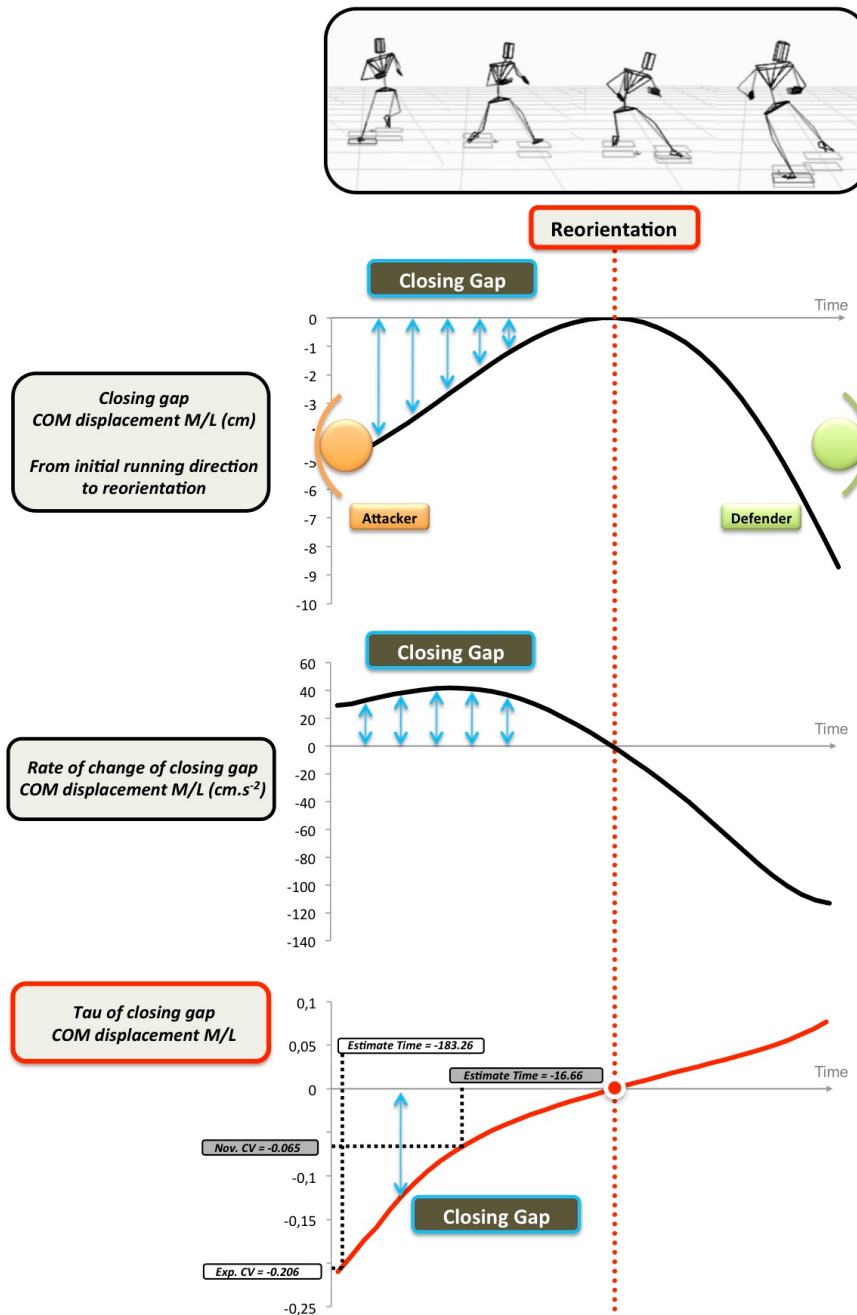 Reorientation
Closing Gap
Time
0
-1
-2
-3
-4
-5
-6
-7
-8
-9
-10
Closing gap
COM displacement M/L (cm)
From initial running direction
to reorientation
Attacker
Defender
Closing Gap
60
40
20
0
-20
-40
-60
-80
-100
-120
-140
Time
Rate of change of closing gap
COM displacement M/L (cm.s⁻²)
Tau of closing gap
COM displacement M/L
0,1
0,05
0
-0,1
-0,15
-0,2
-0,25
Estimate Time = -183.26
Estimate Time = -16.66
Time
Nov. CV = -0.065
Closing Gap
Exp. CV = -0.206